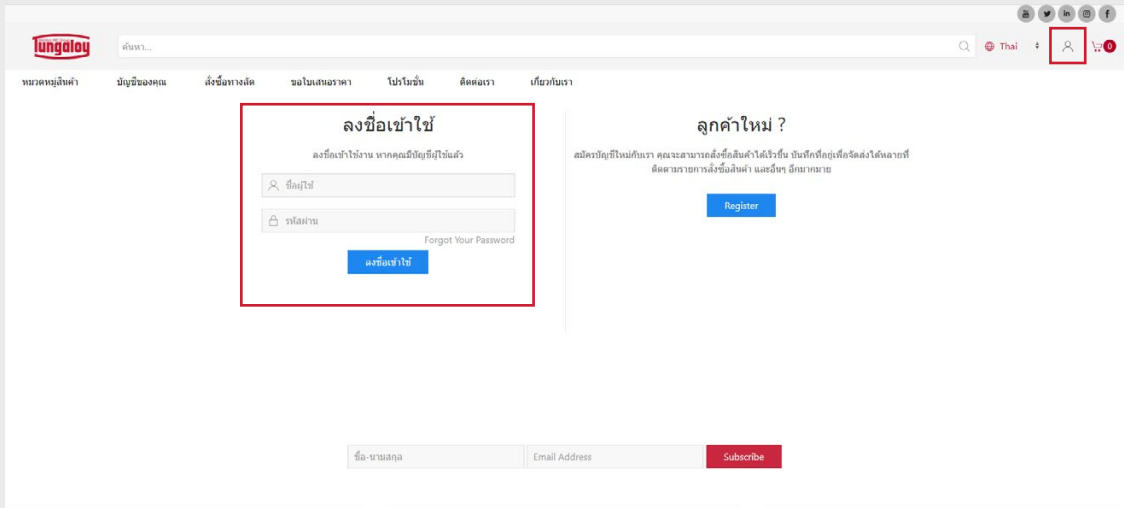 Tungaloy
ค้นหา...
Thai
0
หมวดหมู่สินค้า บัญชีของคุณ สั่งซื้อทางลัด ขอใบเสนอราคา โปรโมชั่น ติดต่อเรา เกี่ยวกับเรา
ลงชื่อเข้าใช้
ลงชื่อเข้าใช้งาน หากคุณมีบัญชีผู้ใช้แล้ว
ชื่อผู้ใช้
รหัสผ่าน
Forgot Your Password
ลงชื่อเข้าใช้
ลูกค้าใหม่ ?
สมัครบัญชีใหม่กับเรา คุณจะสามารถสั่งซื้อสินค้าได้เร็วขึ้น บันทึกที่อยู่เพื่อจัดส่งได้หลายที่
ติดตามรายการสั่งซื้อสินค้า และอื่นๆ อีกมากมาย
Register
ชื่อ-นามสกุล
Email Address
Subscribe